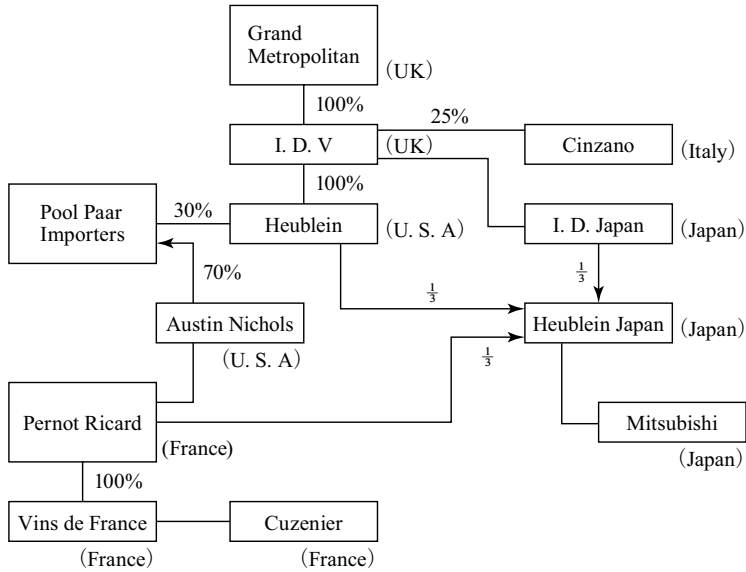 Grand
Metropolitan
(UK)
100%
25%
I. D. V
(UK)
Cinzano
(Italy)
100%
Pool Paar
Importers
30%
Heublein
(U. S. A)
I. D. Japan
(Japan)
70%
1/3
1/3
Austin Nichols
(U. S. A)
Heublein Japan
(Japan)
1/3
Pernot Ricard
(France)
Mitsubishi
(Japan)
100%
Vins de France
(France)
Cuzenier
(France)